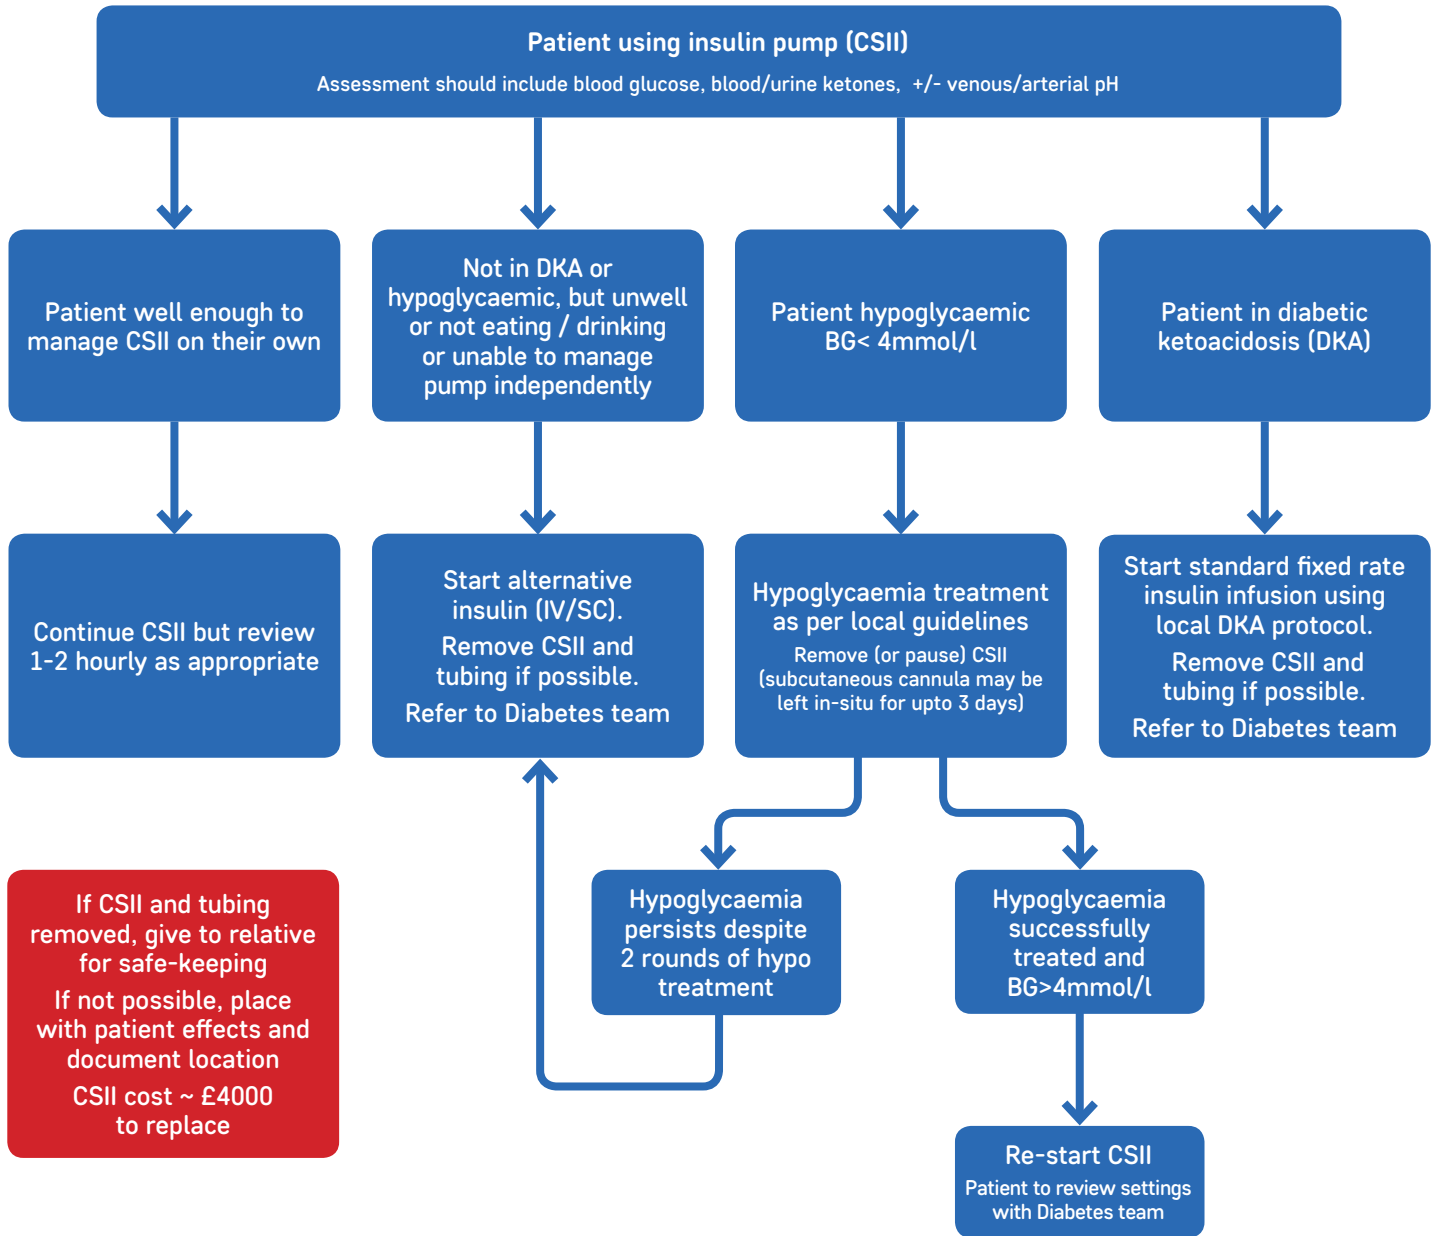 Patient using insulin pump (CSII)
Assessment should include blood glucose, blood/urine ketones, +/- venous/arterial pH
Patient well enough to
manage CSII on their own
Not in DKA or
hypoglycaemic, but unwell
or not eating / drinking
or unable to manage
pump independently
Patient hypoglycaemic
BG< 4mmol/l
Patient in diabetic
ketoacidosis (DKA)
Continue CSII but review
1-2 hourly as appropriate
Start alternative
insulin (IV/SC).
Remove CSII and
tubing if possible.
Refer to Diabetes team
Hypoglycaemia treatment
as per local guidelines
Remove (or pause) CSII
(subcutaneous cannula may be
left in-situ for upto 3 days)
Start standard fixed rate
insulin infusion using
local DKA protocol.
Remove CSII and
tubing if possible.
Refer to Diabetes team
If CSII and tubing
removed, give to relative
for safe-keeping
If not possible, place
with patient effects and
document location
CSII cost ~ £4000
to replace
Hypoglycaemia
persists despite
2 rounds of hypo
treatment
Hypoglycaemia
successfully
treated and
BG>4mmol/l
Re-start CSII
Patient to review settings
with Diabetes team